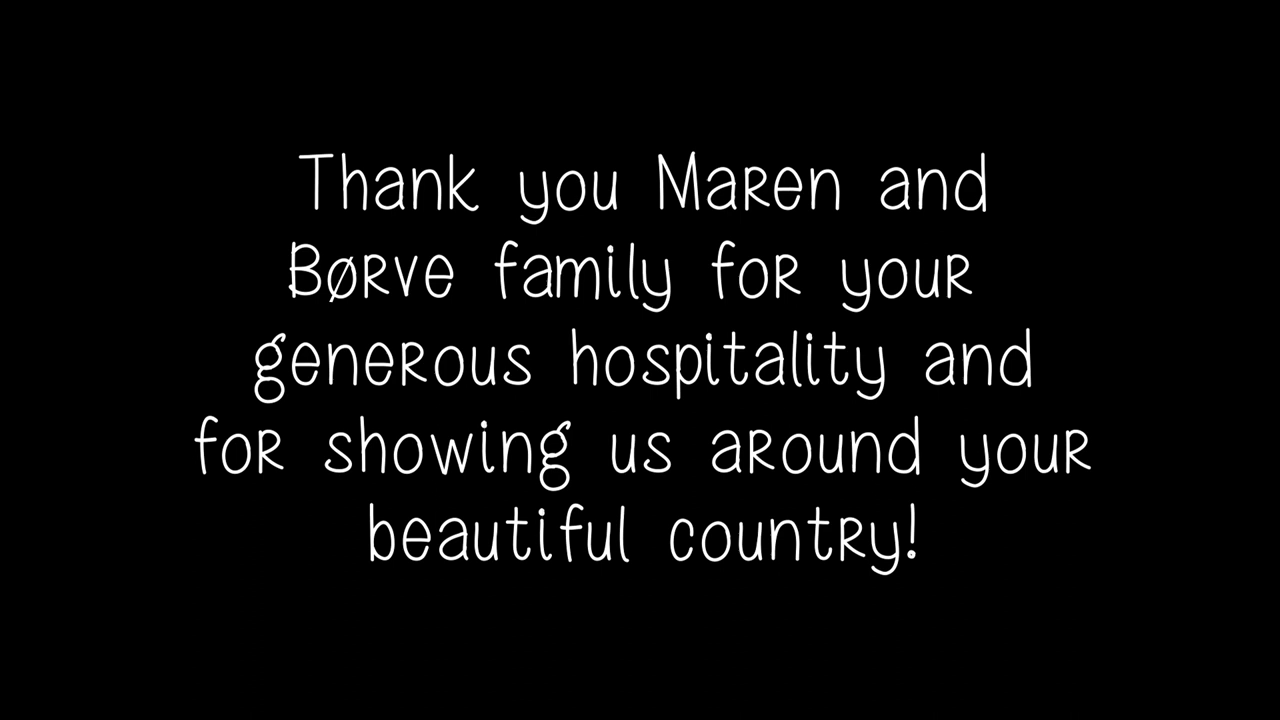 Thank you Maren and
Børve family for your
generous hospitality and
for showing us around your
beautiful country!